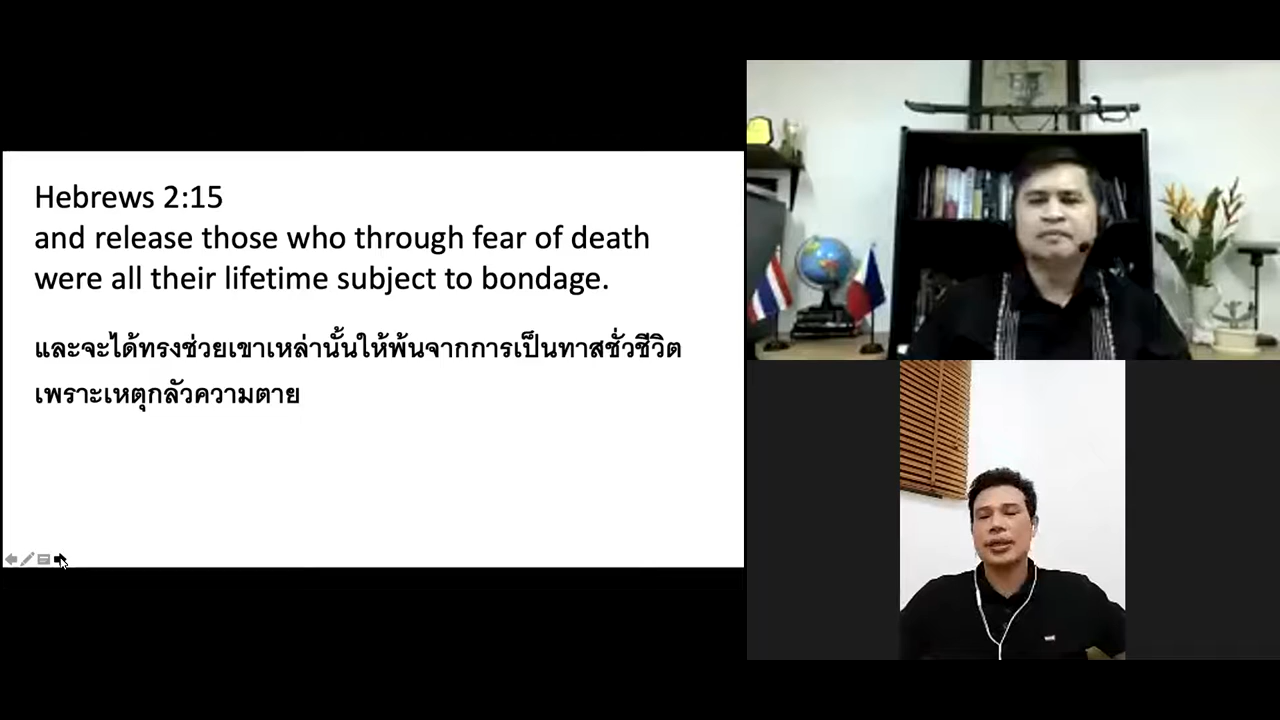 Hebrews 2:15
and release those who through fear of death
were all their lifetime subject to bondage.
และจะได้ทรงช่วยเขาเหล่านั้นให้พ้นจากการเป็นทาสชั่วชีวิต
เพราะเหตุกลัวความตาย